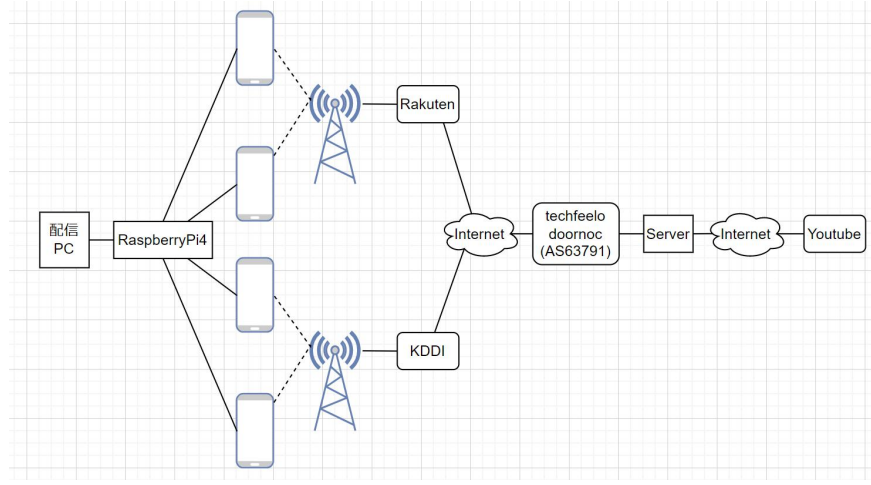 配信
PC
RaspberryPi4
Rakuten
KDDI
Internet
techfeelo
doornoc
(AS63791)
Server
Internet
Youtube